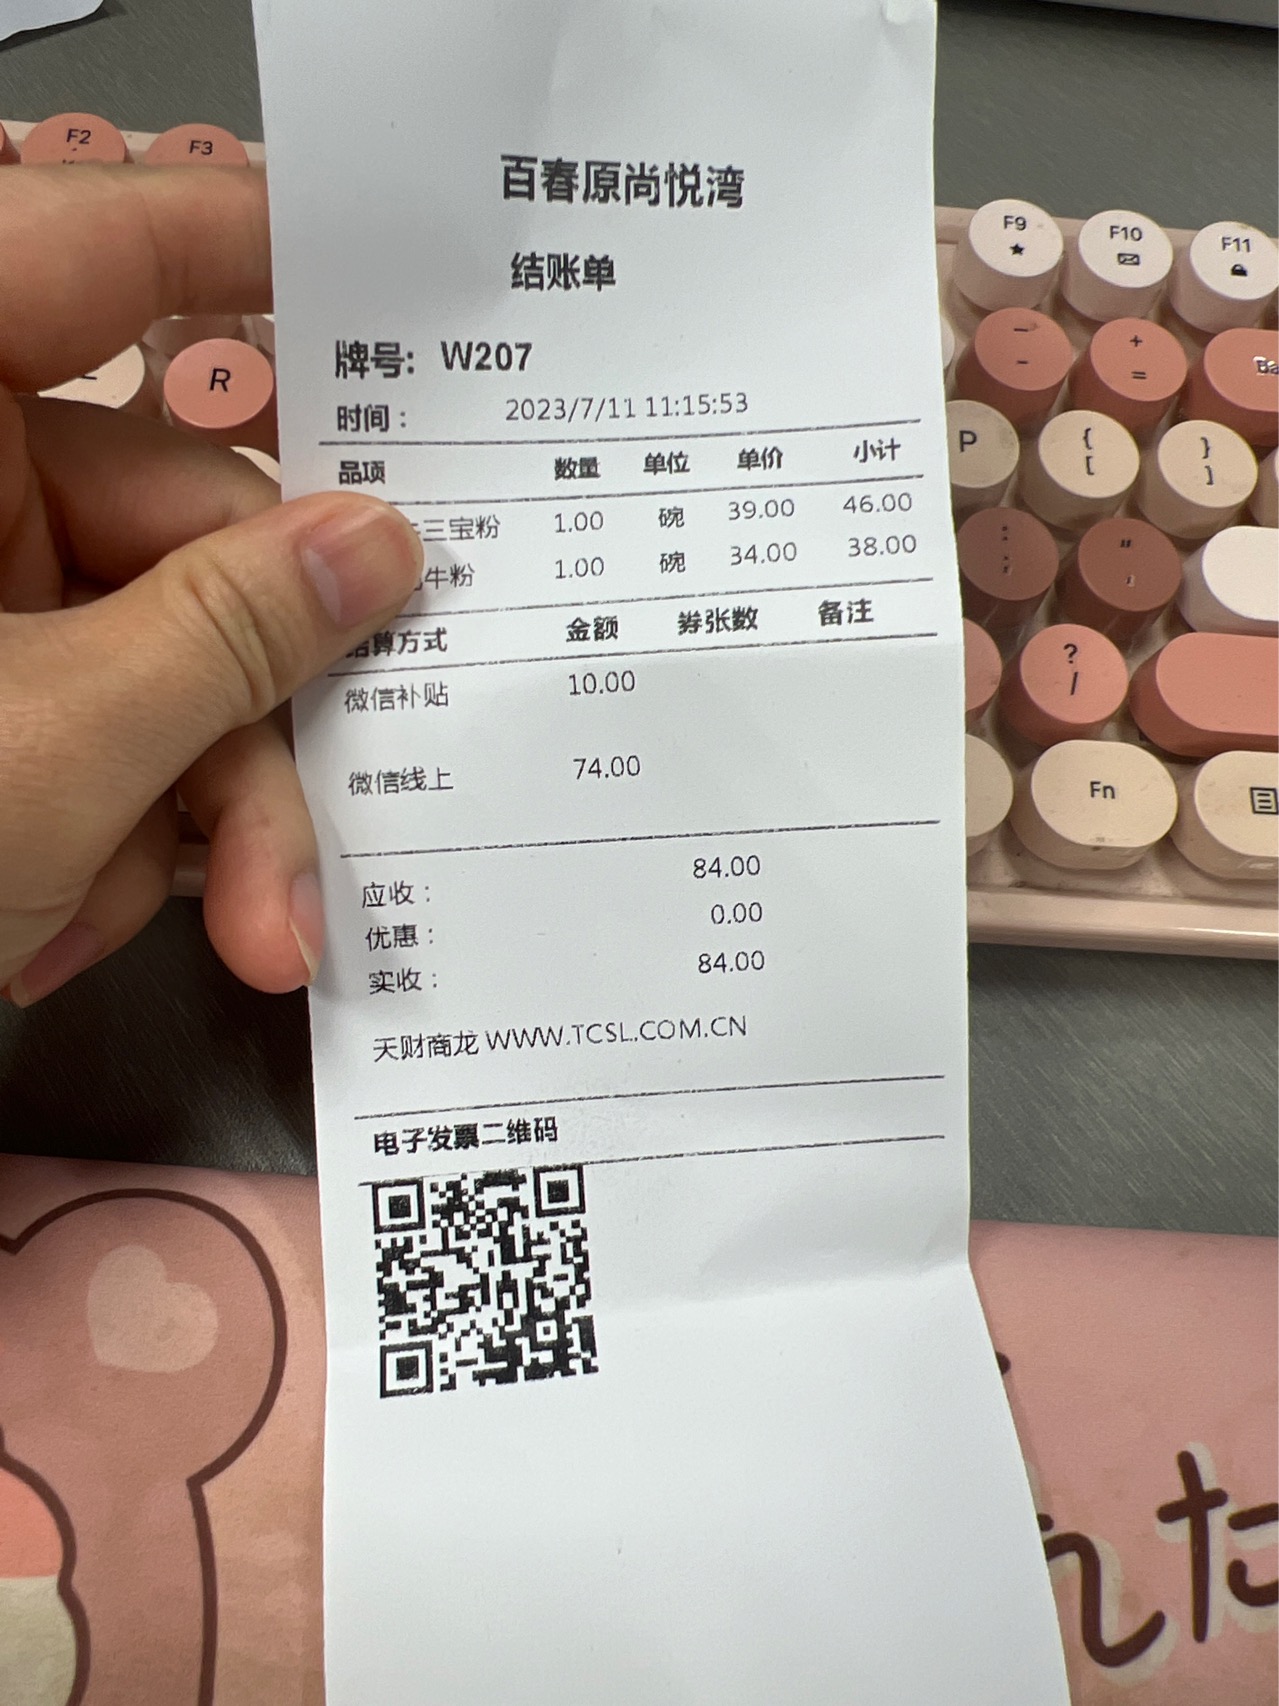 百春原尚悦湾
结账单
牌号: W207
时间： 2023/7/11 11:15:53
品项 数量 单位 单价 小计
三宝粉 1.00 碗 39.00 46.00
牛粉 1.00 碗 34.00 38.00
结算方式 金额 券张数 备注
微信补贴 10.00
微信线上 74.00
应收： 84.00
优惠： 0.00
实收： 84.00
天财商龙 WWW.TCSL.COM.CN
电子发票二维码
F2
F3
R
F9
F10
F11
-
-
+
=
Ba
P
{
[
}
]
:
;
"
,
?
/
Fn
た